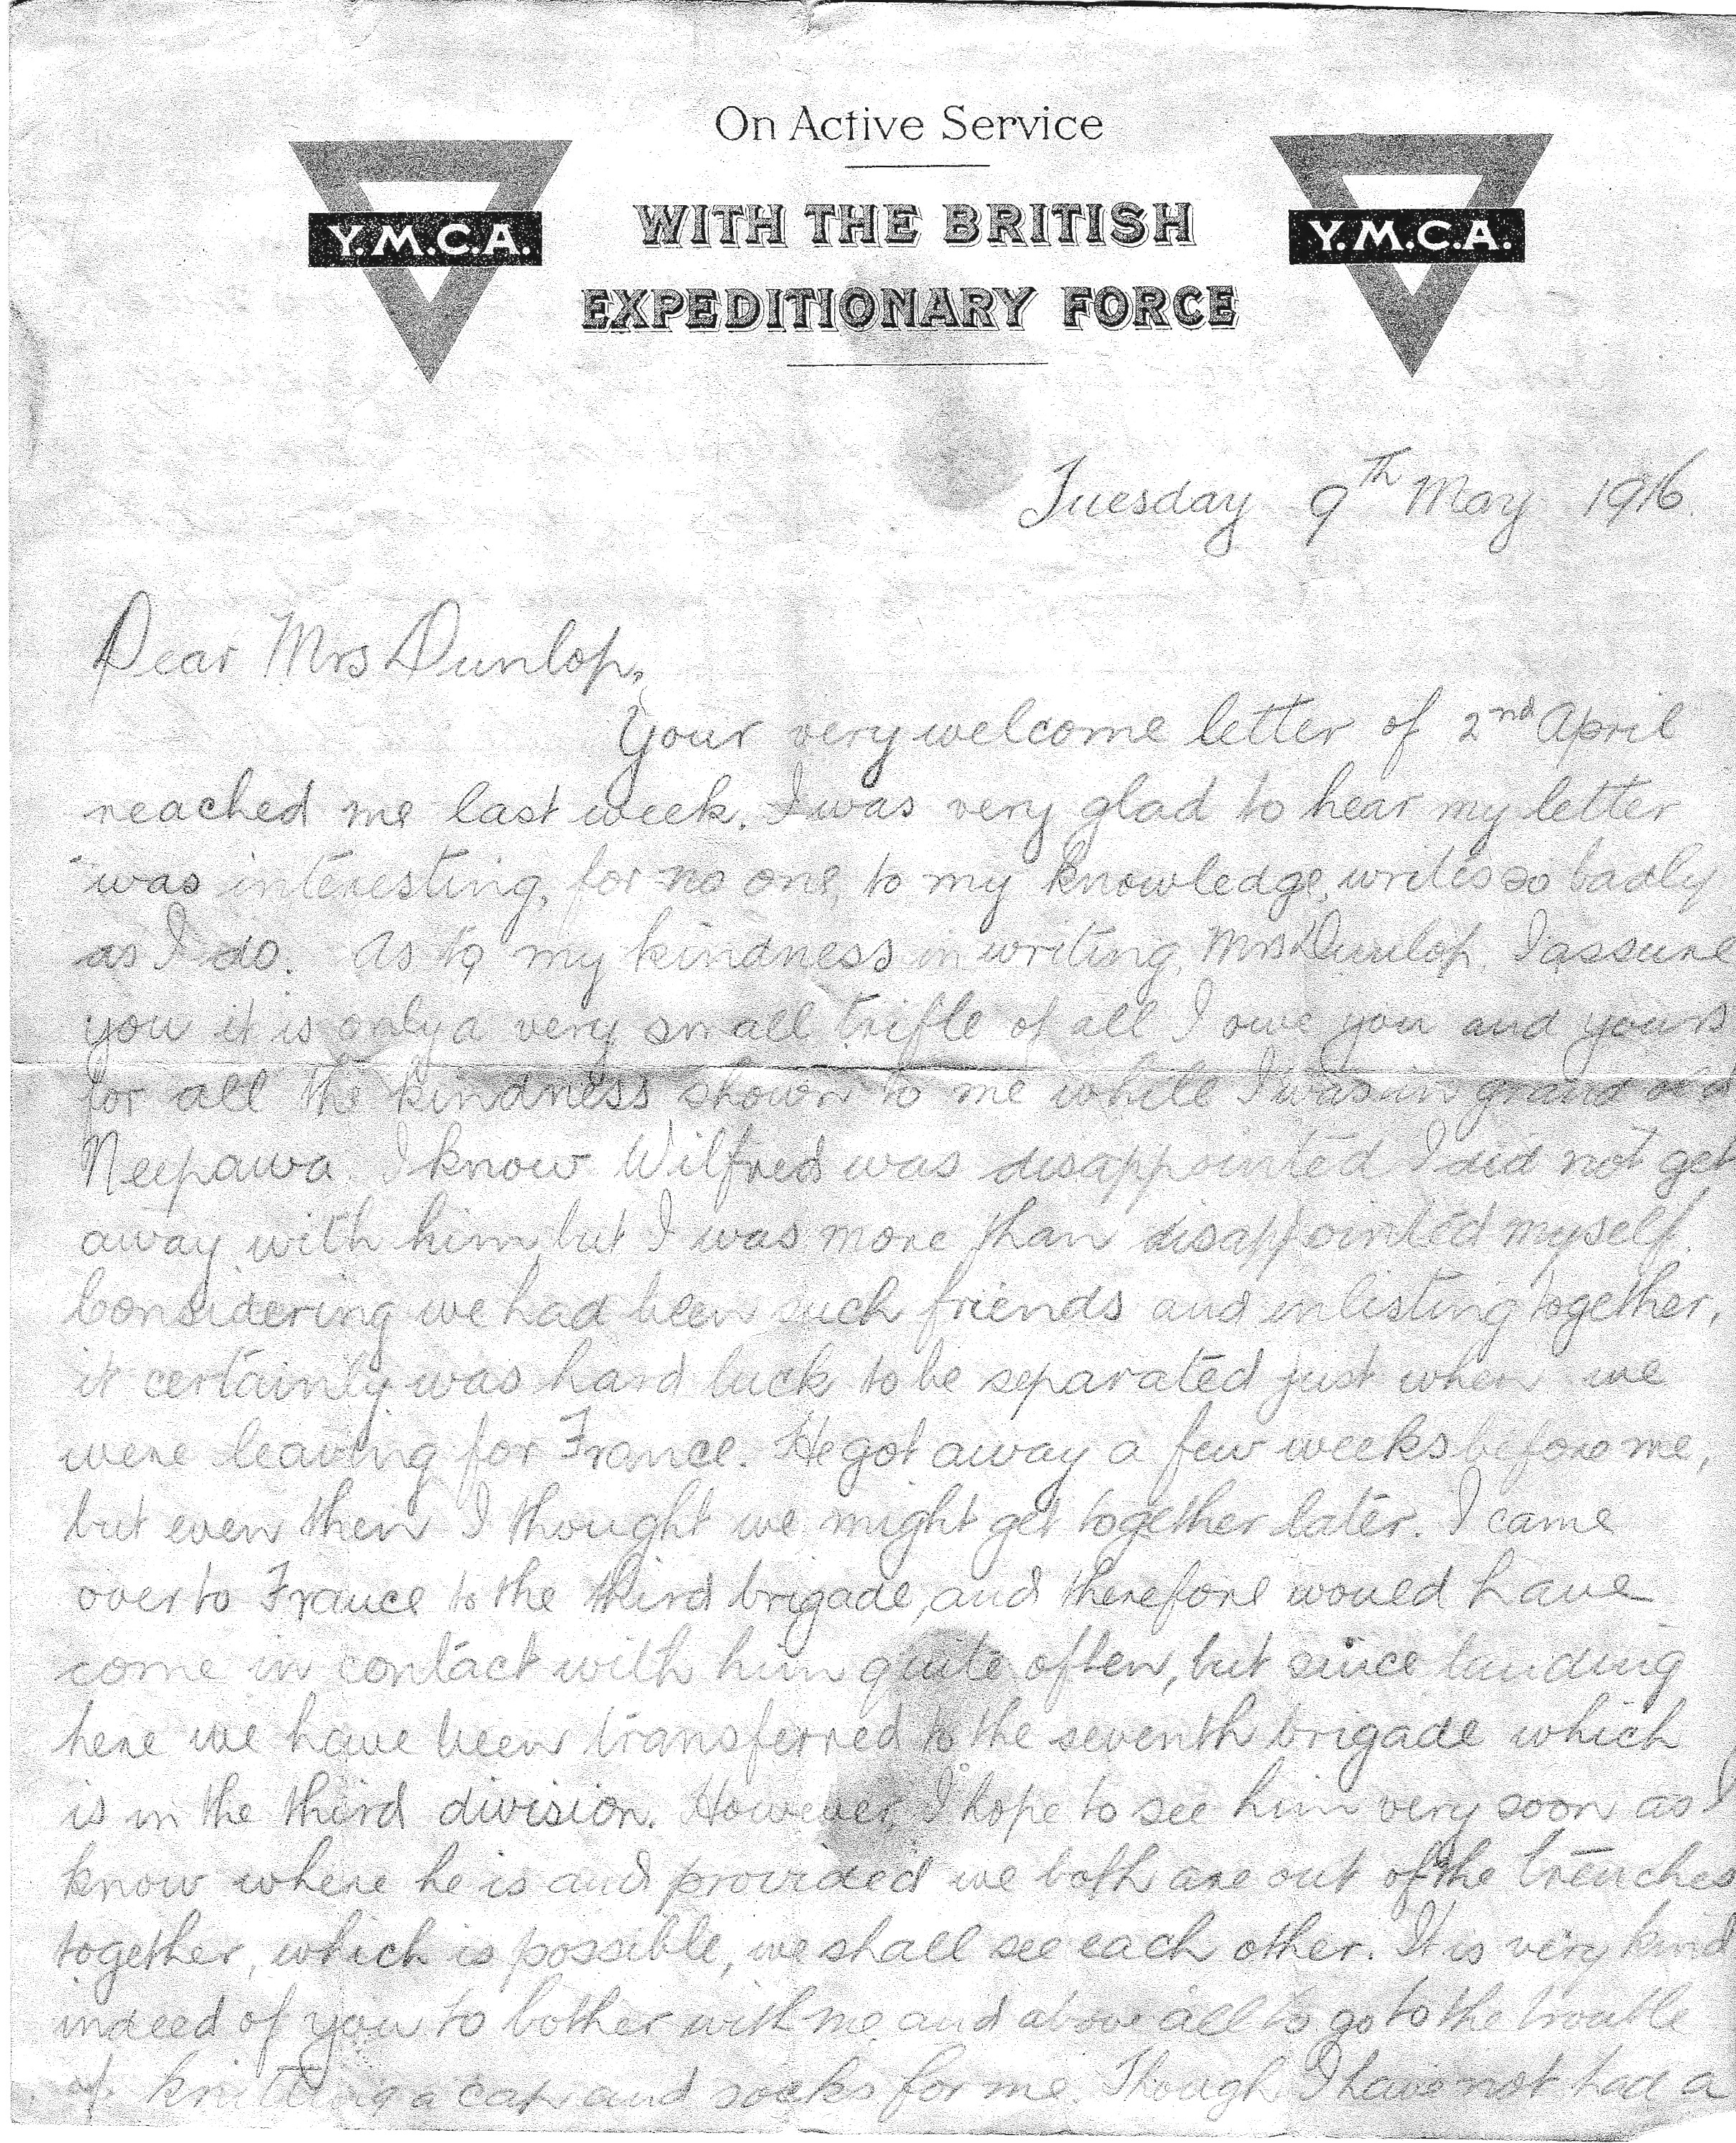 On Active Service
Y.M.C.A.
WITH THE BRITISH
Y.M.C.A.
EXPEDITIONARY FORCE
Tuesday 9th May 1916.
Dear Mrs Dunlop,
Your very welcome letter of 2nd April
reached me last week. I was very glad to hear my letter
was interesting, for no one, to my knowledge, writes so badly
as I do. As to my kindness in writing, Mrs Dunlop, I assure
you it is only a very small trifle of all I owe you and yours
for all the kindness shown to me while I was in grand old
Neepawa. I know Wilfred was disappointed I did not get
away with him but I was more than disappointed myself.
Considering we had been such friends and enlisting together,
it certainly was hard luck to be separated just when we
were leaving for France. He got away a few weeks before me,
but even then I thought we might get together later. I came
over to France to the third brigade, and therefore would have
come in contact with him quite often, but since landing
here we have been transferred to the seventh brigade which
is in the third division. However, I hope to see him very soon as I
know where he is and provided we both are out of the trenches
together, which is possible, we shall see each other. It is very kind
indeed of you to bother with me and above all to go to the trouble
of knitting a cap and socks for me. Though I have not had a